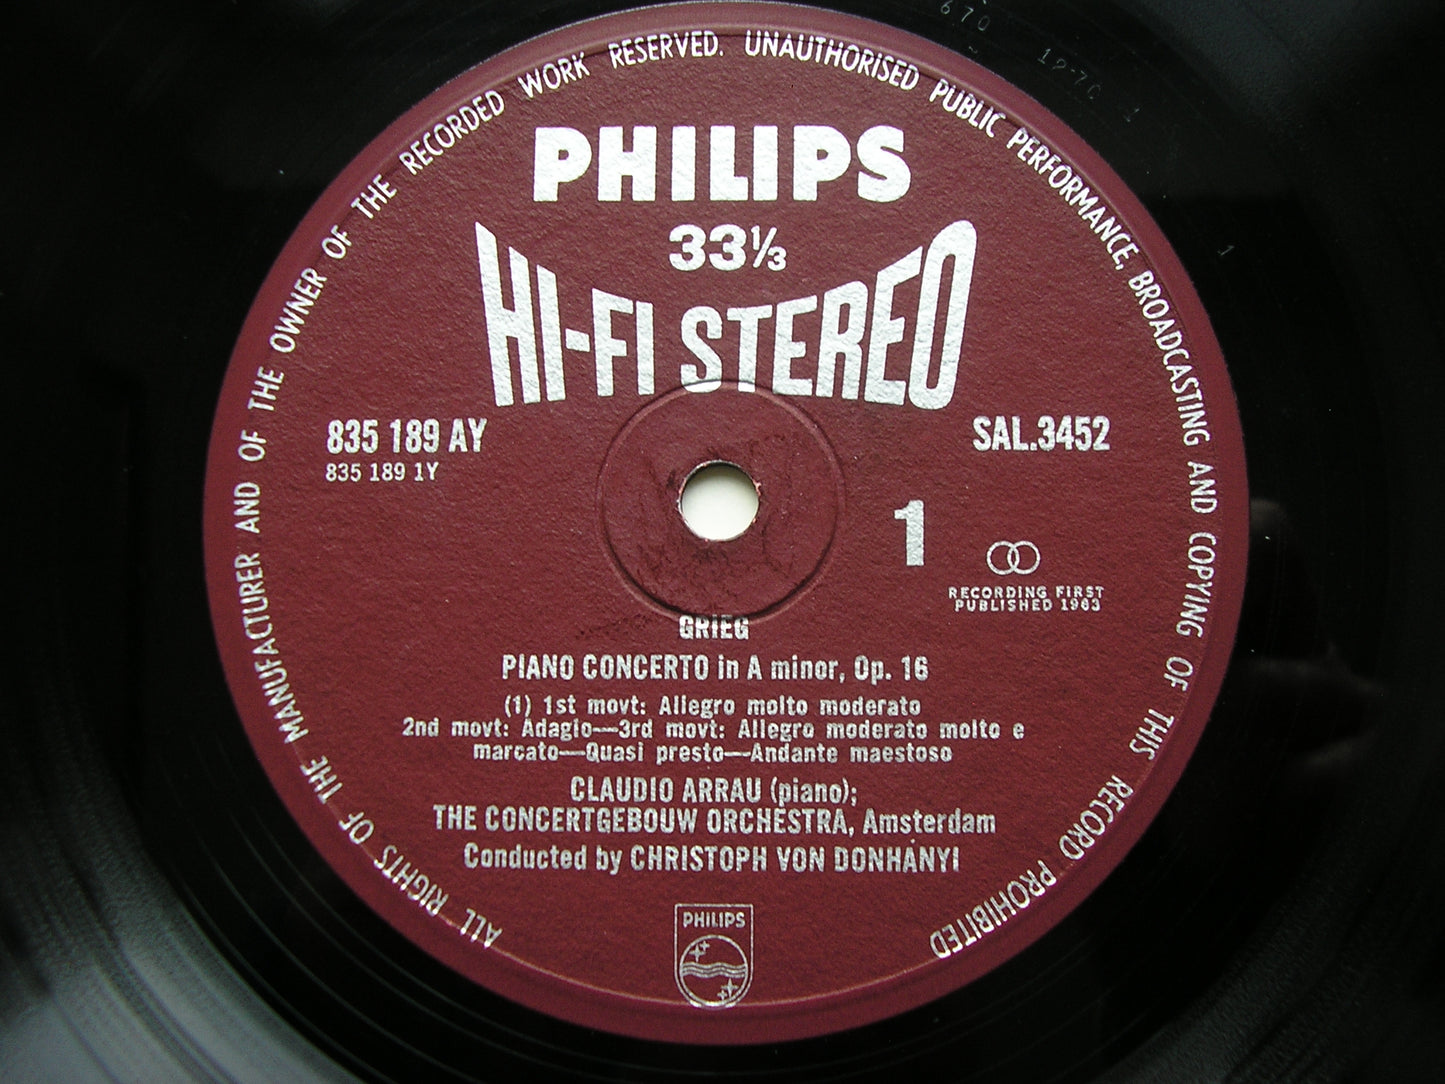 ALL RIGHTS OF THE MANUFACTURER AND OF THE OWNER OF THE RECORDED WORK RESERVED. UNAUTHORISED PUBLIC PERFORMANCE, BROADCASTING AND COPYING OF THIS RECORD PROHIBITED
PHILIPS
33⅓
HI-FI STEREO
835 189 AY
835 189 1Y
SAL.3452
1
RECORDING FIRST
PUBLISHED 1963
GRIEG
PIANO CONCERTO in A minor, Op. 16
(1) 1st movt: Allegro molto moderato
2nd movt: Adagio—3rd movt: Allegro moderato molto e
marcato—Quasi presto—Andante maestoso
CLAUDIO ARRAU (piano);
THE CONCERTGEBOUW ORCHESTRA, Amsterdam
Conducted by CHRISTOPH VON DONHÁNYI
PHILIPS
670
1
1